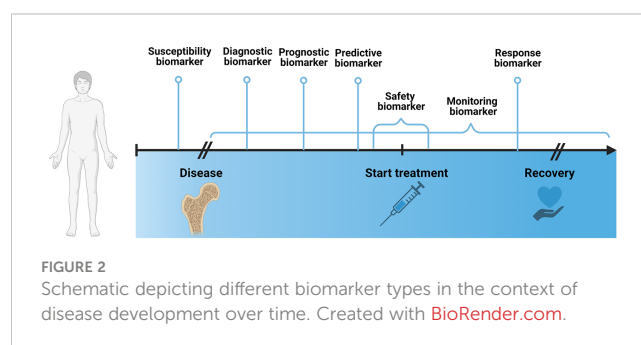 Susceptibility
biomarker
Diagnostic
biomarker
Prognostic
biomarker
Predictive
biomarker
Response
biomarker
Safety
biomarker
Monitoring
biomarker
Disease
Start treatment
Recovery
FIGURE 2
Schematic depicting different biomarker types in the context of
disease development over time. Created with BioRender.com.